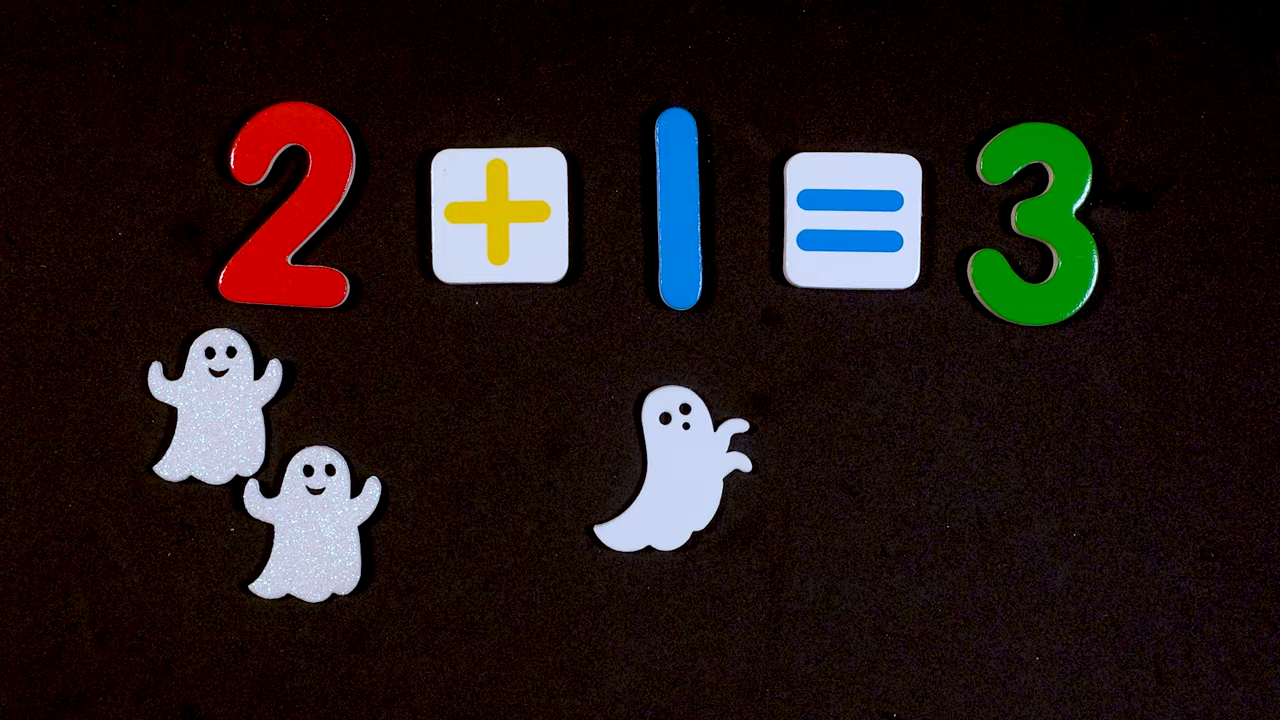 2 + 1 = 3